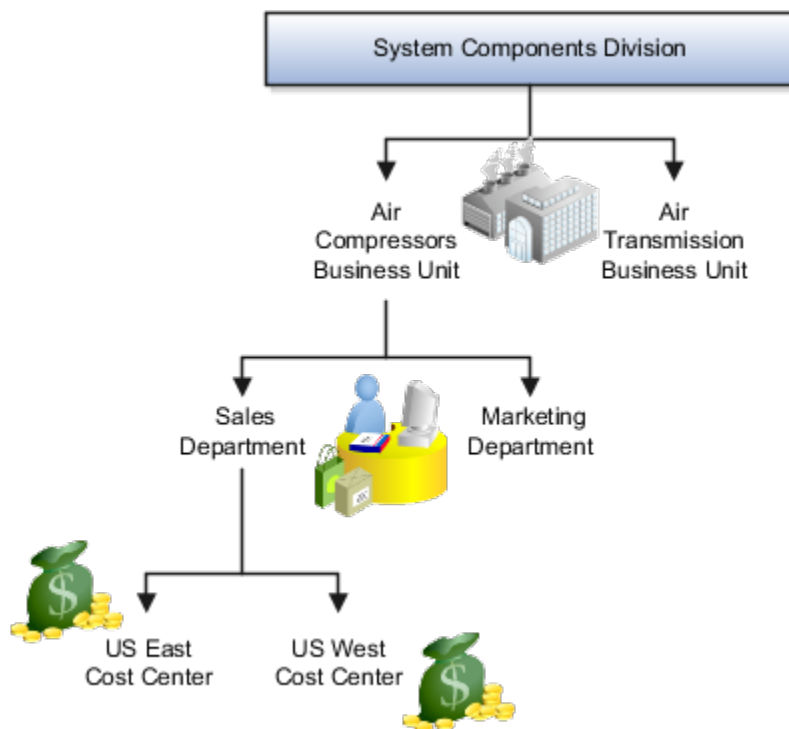 System Components Division
Air
Compressors
Business Unit
Air
Transmission
Business Unit
Sales
Department
Marketing
Department
US East
Cost Center
US West
Cost Center
$
$